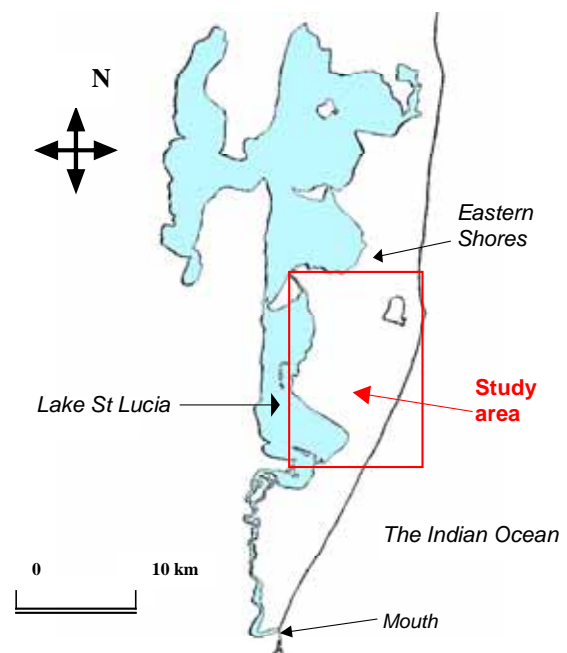 N
Eastern
Shores
Study
area
Lake St Lucia
The Indian Ocean
0 10 km
Mouth